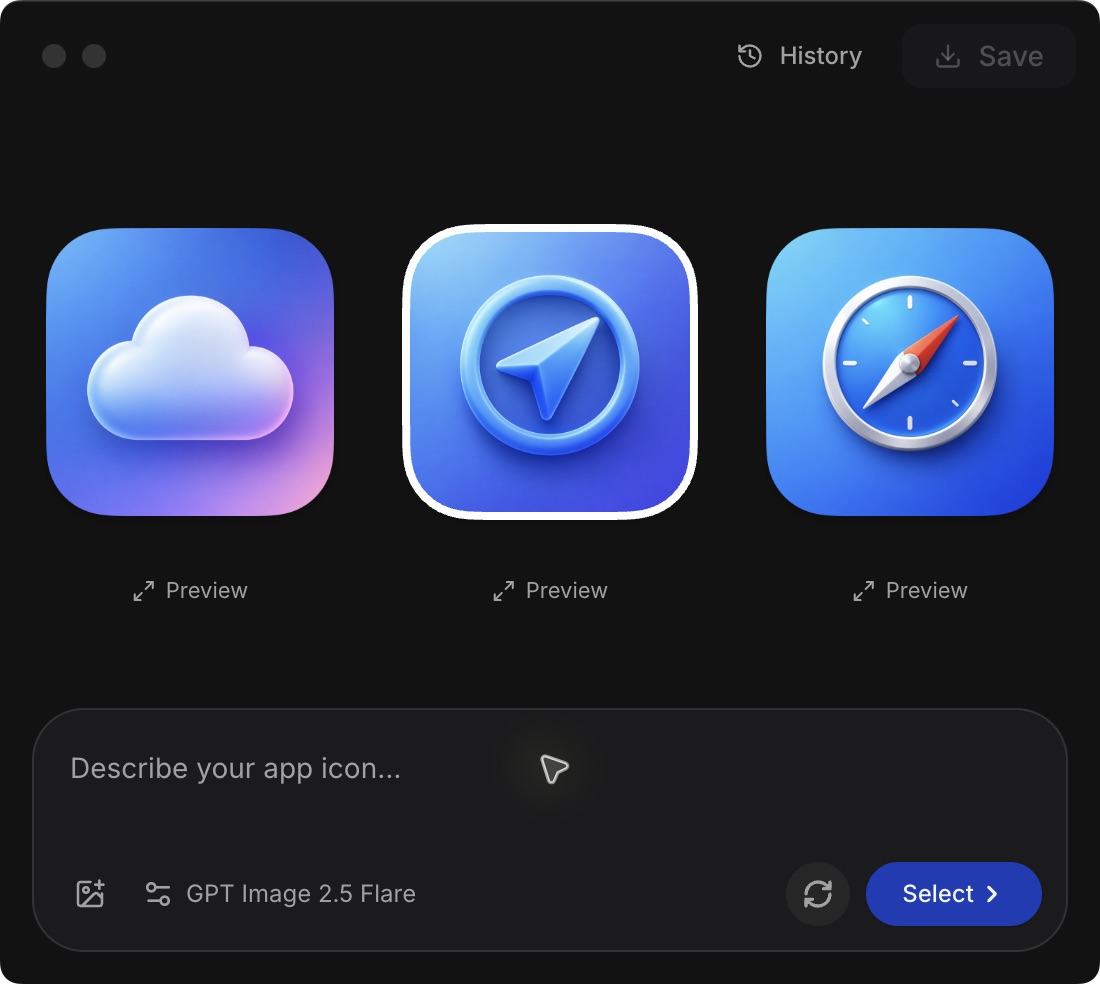 History
Save
Preview
Preview
Preview
Describe your app icon...
GPT Image 2.5 Flare
Select